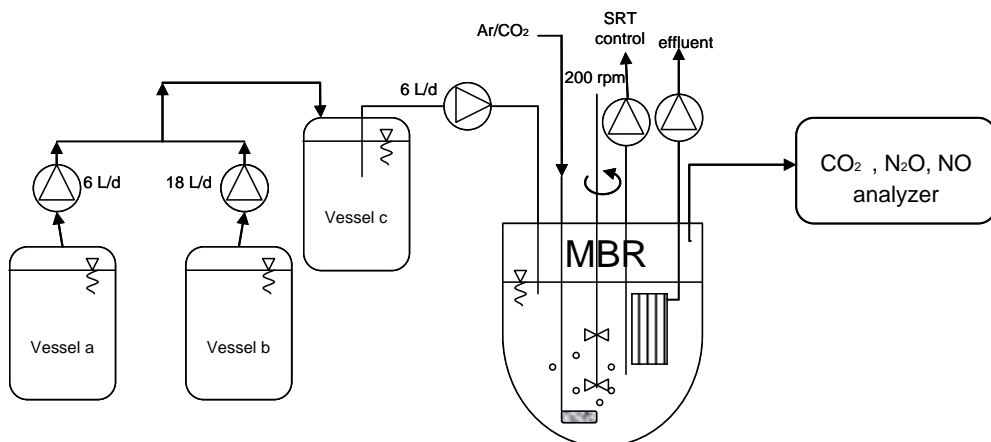 Ar/CO₂
SRT
control
effluent
200 rpm
6 L/d
6 L/d
18 L/d
Vessel a
Vessel b
Vessel c
MBR
CO₂ , N₂O, NO
analyzer